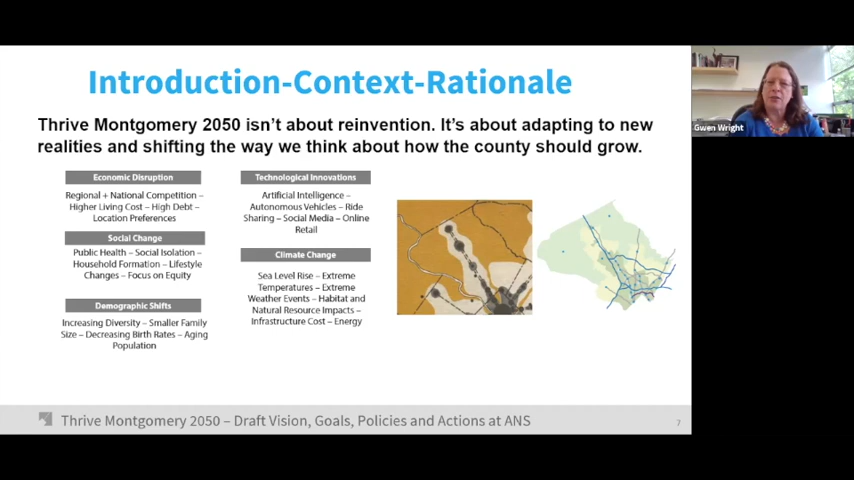 Introduction-Context-Rationale
Thrive Montgomery 2050 isn't about reinvention. It's about adapting to new
realities and shifting the way we think about how the county should grow.
Economic Disruption
Regional + National Competition –
Higher Living Cost – High Debt –
Location Preferences
Social Change
Public Health – Social Isolation –
Household Formation – Lifestyle
Changes – Focus on Equity
Demographic Shifts
Increasing Diversity – Smaller Family
Size – Decreasing Birth Rates – Aging
Population
Technological Innovations
Artificial Intelligence –
Autonomous Vehicles – Ride
Sharing – Social Media – Online
Retail
Climate Change
Sea Level Rise – Extreme
Temperatures – Extreme
Weather Events – Habitat and
Natural Resource Impacts –
Infrastructure Cost – Energy
Gwen Wright
Thrive Montgomery 2050 – Draft Vision, Goals, Policies and Actions at ANS
7